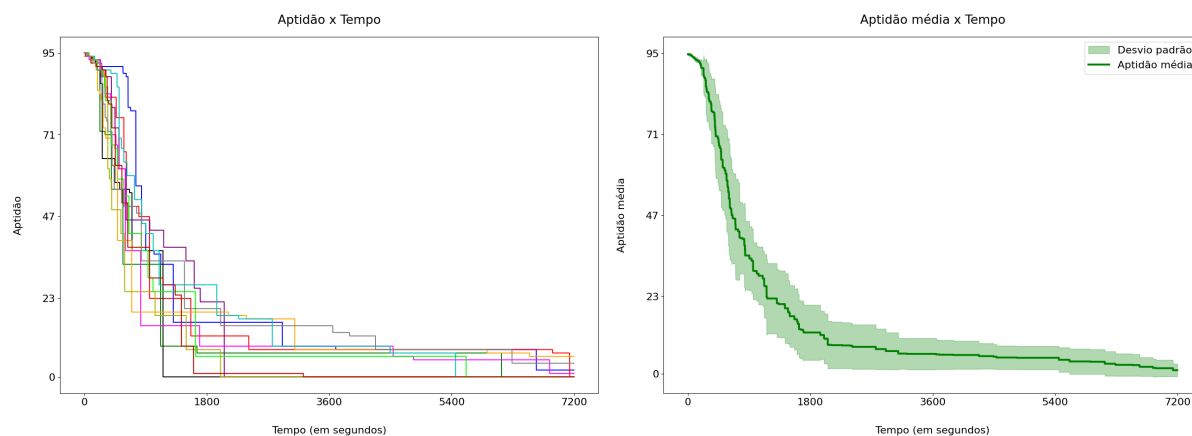 Aptidão x Tempo
95
71
47
23
0
Aptidão
0
1800
3600
5400
7200
Tempo (em segundos)
Aptidão média x Tempo
Desvio padrão
Aptidão média
95
71
47
23
0
Aptidão média
0
1800
3600
5400
7200
Tempo (em segundos)